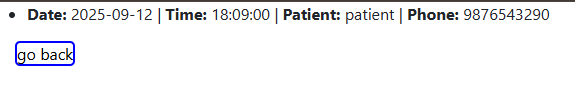 • Date: 2025-09-12 | Time: 18:09:00 | Patient: patient | Phone: 9876543290
go back